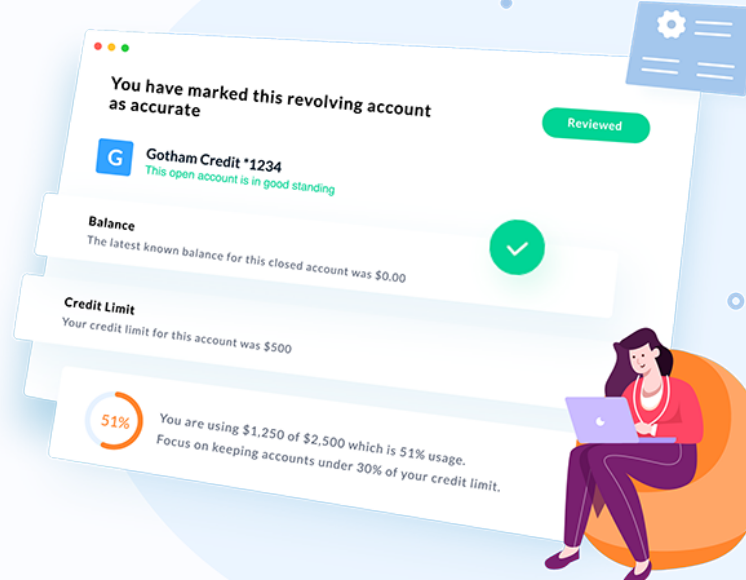 You have marked this revolving account
as accurate
Reviewed
G
Gotham Credit *1234
This open account is in good standing
Balance
The latest known balance for this closed account was $0.00
Credit Limit
Your credit limit for this account was $500
51%
You are using $1,250 of $2,500 which is 51% usage.
Focus on keeping accounts under 30% of your credit limit.